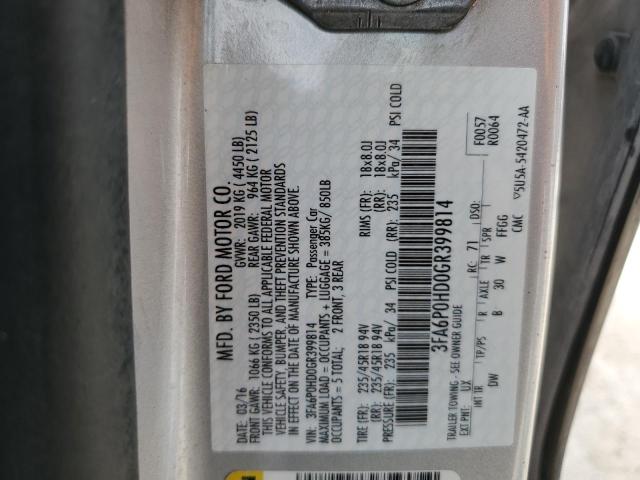 MFD. BY FORD MOTOR CO.
DATE: 03/16 GVWR: 2019 KG ( 4450 LB)
FRONT GAWR: 1066 KG ( 2350 LB) REAR GAWR: 964 KG ( 2125 LB)
THIS VEHICLE CONFORMS TO ALL APPLICABLE FEDERAL MOTOR
VEHICLE SAFETY, BUMPER, AND THEFT PREVENTION STANDARDS
IN EFFECT ON THE DATE OF MANUFACTURE SHOWN ABOVE.
VIN: 3FA6P0HD0GR399814 TYPE: Passenger Car
MAXIMUM LOAD = OCCUPANTS + LUGGAGE = 385KG/ 850LB
OCCUPANTS = 5 TOTAL; 2 FRONT, 3 REAR
TIRE (FR): 235/45R18 94V RIMS (FR): 18x8.0J
(RR): 235/45R18 94V (RR): 18x8.0J
PRESSURE (FR): 235 kPa/ 34 PSI COLD (RR): 235 kPa/ 34 PSI COLD
3FA6P0HD0GR399814
F0057
R0064
TRAILER TOWING - SEE OWNER GUIDE
EXT PNT: UX RC: 71 DSO:
INT TR TP/PS R AXLE TR SPR
DW B 30 W FFGG
CMC 5U5A-5420472-AA